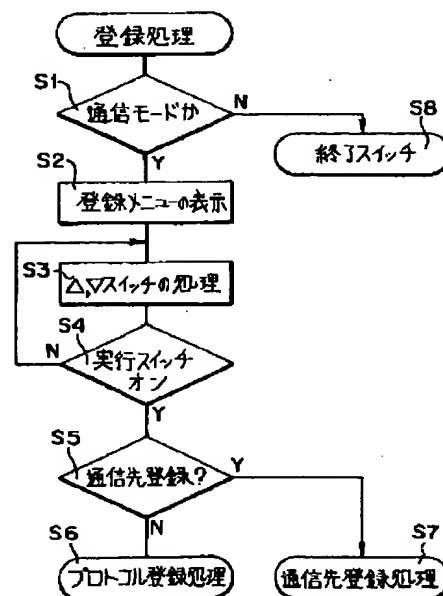 登録処理
S1
通信モードか
N
S8
終了スイッチ
Y
S2
登録メニューの表示
S3
△,▽スイッチの処理
S4
N
実行スイッチ
オン
Y
S5
通信先登録?
Y
N
S6
プロトコル登録処理
S7
通信先登録処理